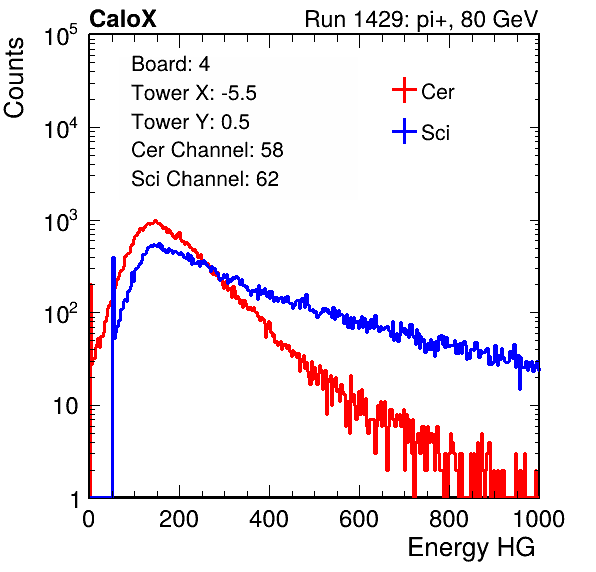 CaloX Run 1429: pi+, 80 GeV
Counts
10^5
10^4
10^3
10^2
10
1
Board: 4
Tower X: -5.5
Tower Y: 0.5
Cer Channel: 58
Sci Channel: 62
Cer
Sci
0 200 400 600 800 1000
Energy HG